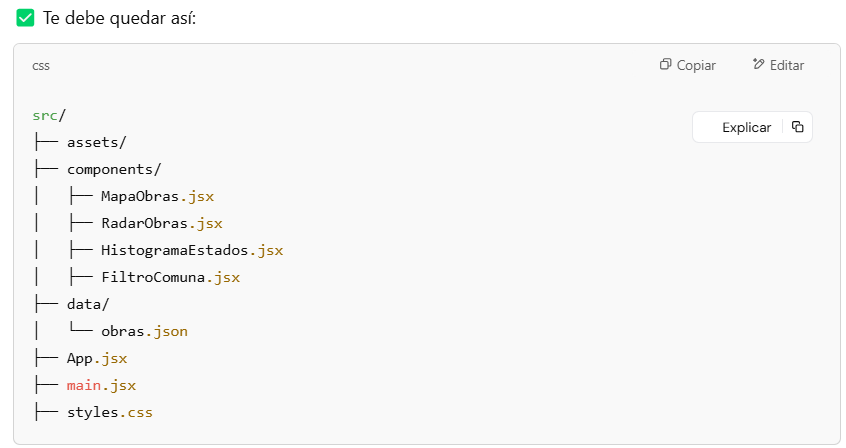 ✅ Te debe quedar así:
css
Copiar
Editar
src/
Explicar
├── assets/
├── components/
│   ├── MapaObras.jsx
│   ├── RadarObras.jsx
│   ├── HistogramaEstados.jsx
│   ├── FiltroComuna.jsx
├── data/
│   └── obras.json
├── App.jsx
├── main.jsx
├── styles.css